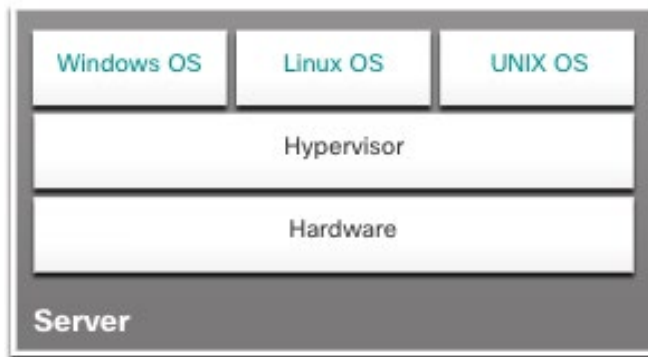 Windows OS
Linux OS
UNIX OS
Hypervisor
Hardware
Server